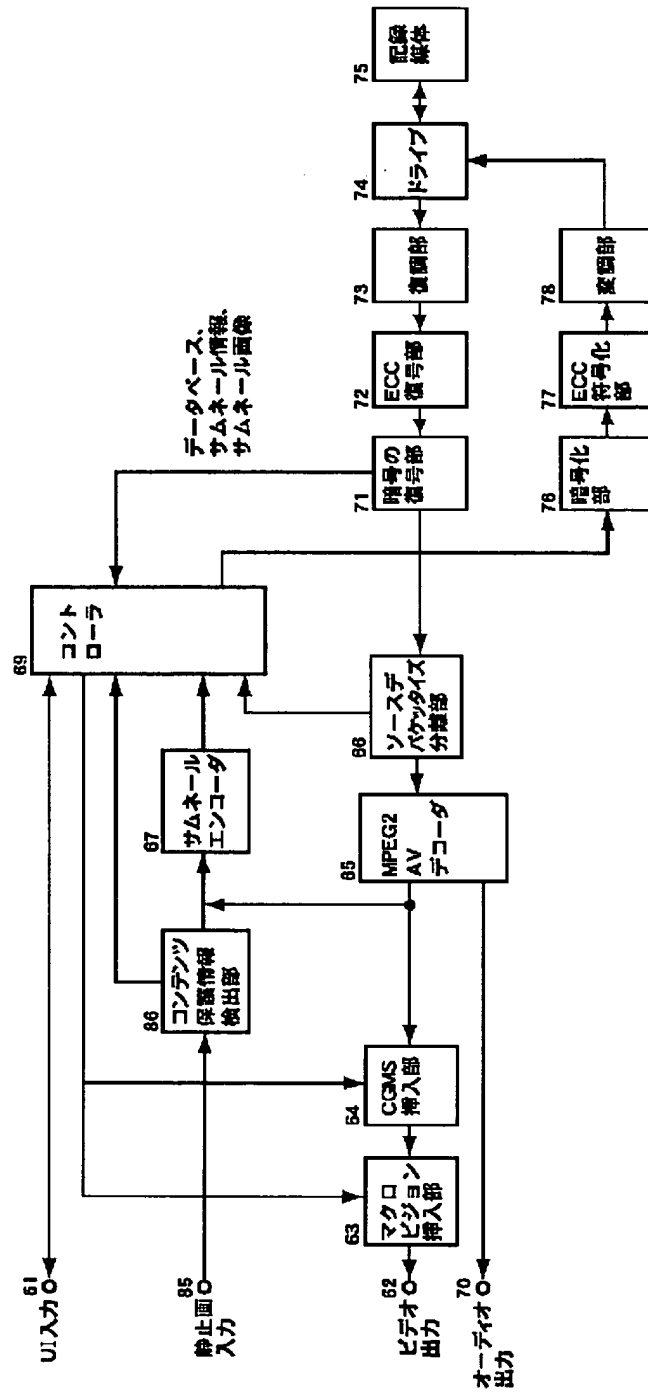 61
UI入力
85
静止画
入力
62
ビデオ
出力
70
オーディオ
出力
69
コント
ローラ
86
コンテンツ
保護情報
検出部
67
サムネール
エンコーダ
63
マクロ
ビジョン
挿入部
64
CGMS
挿入部
65
MPEG2
AV
デコーダ
66
ソースデ
パケッタイズ
分離部
データベース、
サムネール情報、
サムネール画像
71
暗号の
復号部
72
ECC
復号部
73
復調部
74
ドライブ
75
記録
媒体
76
暗号化
部
77
ECC
符号化
部
78
変調部